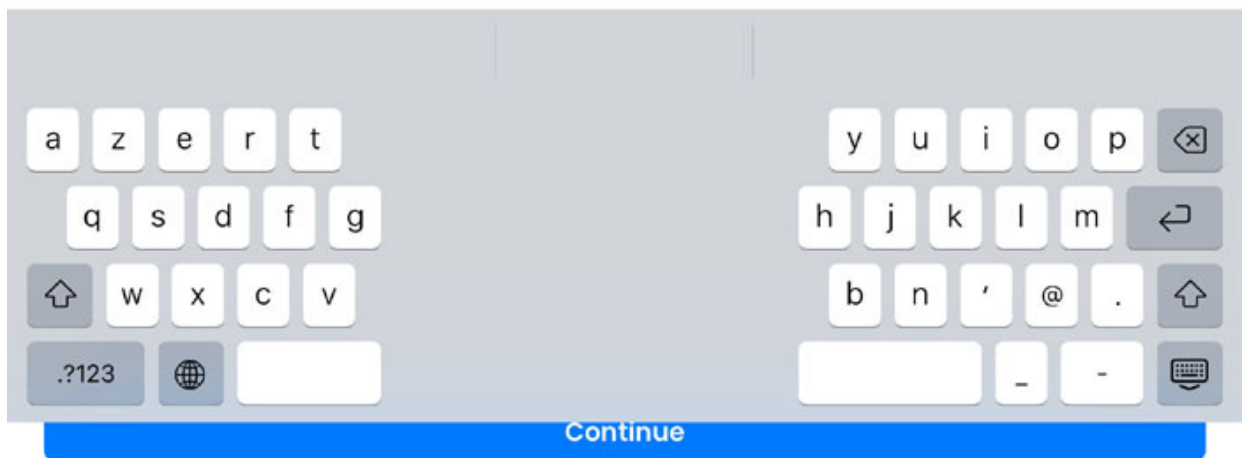 a z e r t y u i o p
q s d f g h j k l m
w x c v b n ' @ .
.?123 _ -
Continue